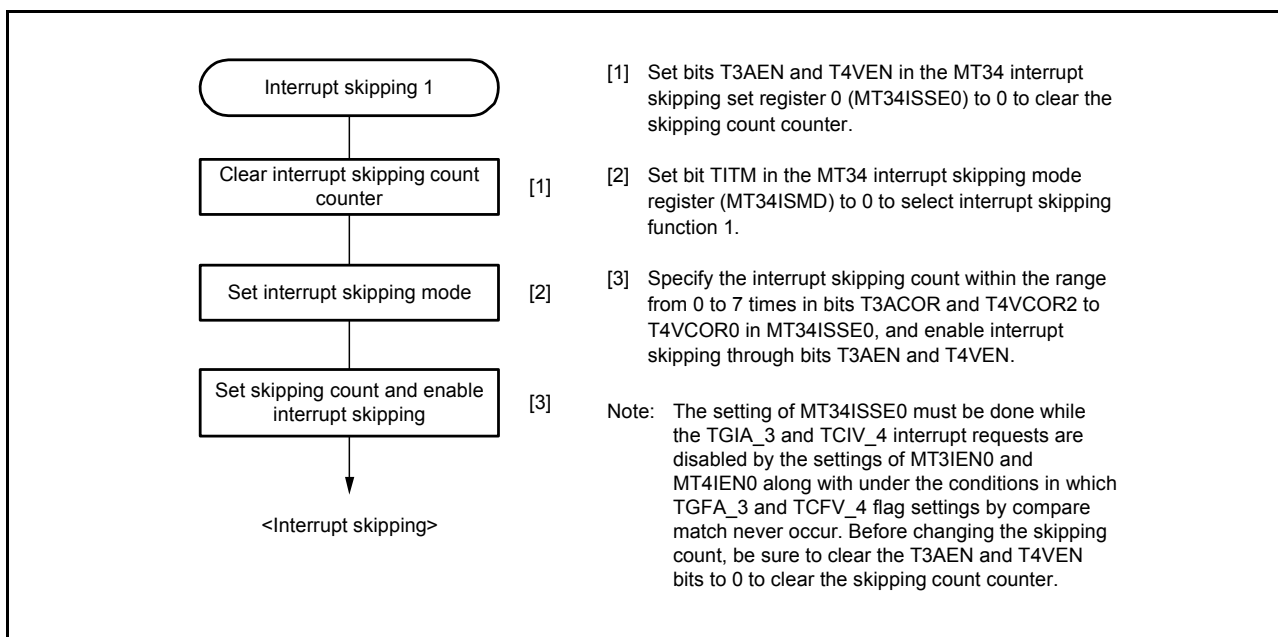 Interrupt skipping 1
Clear interrupt skipping count
counter
[1]
Set interrupt skipping mode
[2]
Set skipping count and enable
interrupt skipping
[3]
<Interrupt skipping>
[1] Set bits T3AEN and T4VEN in the MT34 interrupt
skipping set register 0 (MT34ISSE0) to 0 to clear the
skipping count counter.
[2] Set bit TITM in the MT34 interrupt skipping mode
register (MT34ISMD) to 0 to select interrupt skipping
function 1.
[3] Specify the interrupt skipping count within the range
from 0 to 7 times in bits T3ACOR and T4VCOR2 to
T4VCOR0 in MT34ISSE0, and enable interrupt
skipping through bits T3AEN and T4VEN.
Note: The setting of MT34ISSE0 must be done while
the TGIA_3 and TCIV_4 interrupt requests are
disabled by the settings of MT3IEN0 and
MT4IEN0 along with under the conditions in which
TGFA_3 and TCFV_4 flag settings by compare
match never occur. Before changing the skipping
count, be sure to clear the T3AEN and T4VEN
bits to 0 to clear the skipping count counter.